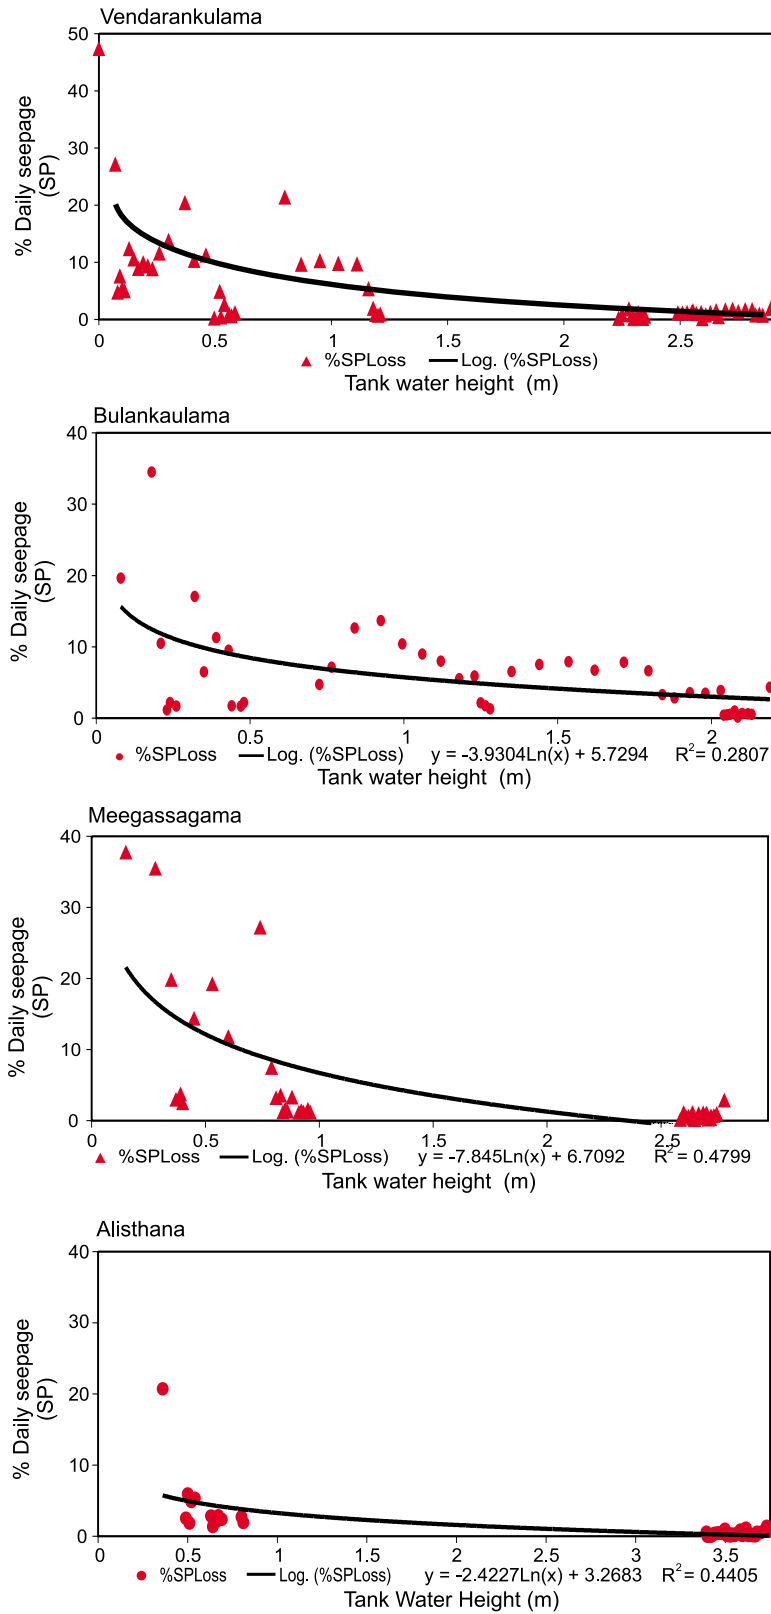 Vendarankulama
50
40
30
20
10
0
% Daily seepage
(SP)
0 0.5 1 1.5 2 2.5
%SPLoss Log. (%SPLoss)
Tank water height (m)
Bulankaulama
40
30
20
10
0
% Daily seepage
(SP)
0 0.5 1 1.5 2
%SPLoss Log. (%SPLoss) y = -3.9304Ln(x) + 5.7294 R² = 0.2807
Tank water height (m)
Meegassagama
40
30
20
10
0
% Daily seepage
(SP)
0 0.5 1 1.5 2 2.5
%SPLoss Log. (%SPLoss) y = -7.845Ln(x) + 6.7092 R² = 0.4799
Tank water height (m)
Alisthana
40
30
20
10
0
% Daily seepage
(SP)
0 0.5 1 1.5 2 2.5 3 3.5
%SPLoss Log. (%SPLoss) y = -2.4227Ln(x) + 3.2683 R² = 0.4405
Tank Water Height (m)